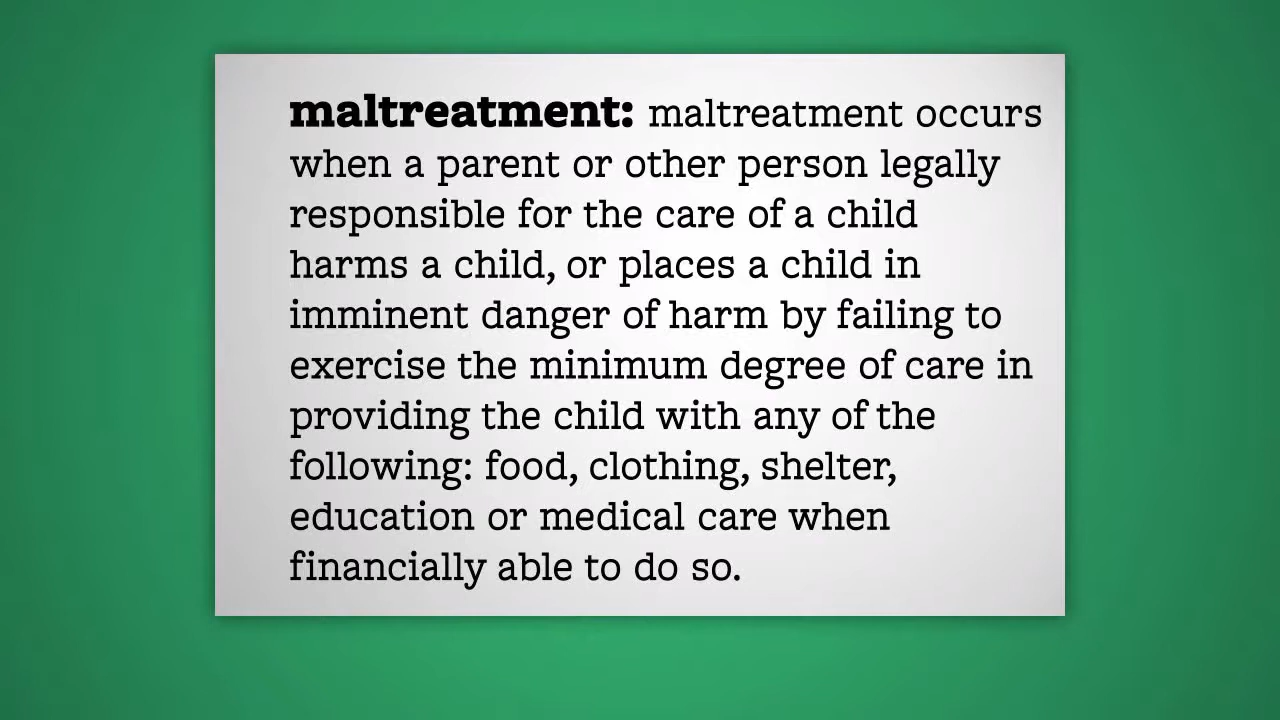 maltreatment: maltreatment occurs
when a parent or other person legally
responsible for the care of a child
harms a child, or places a child in
imminent danger of harm by failing to
exercise the minimum degree of care in
providing the child with any of the
following: food, clothing, shelter,
education or medical care when
financially able to do so.